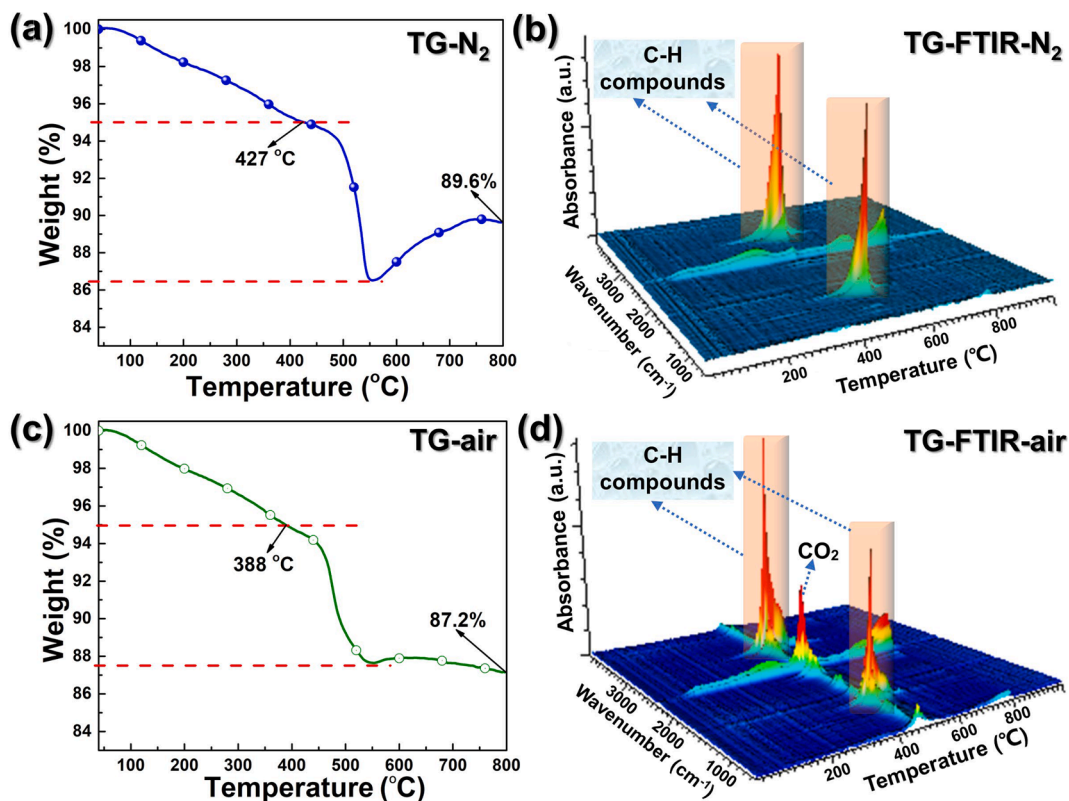 (a)
TG-N₂
100
98
96
94
92
90
88
86
84
Weight (%)
427 °C
89.6%
100 200 300 400 500 600 700 800
Temperature (°C)
(b)
TG-FTIR-N₂
C-H
compounds
Absorbance (a.u.)
3000
2000
1000
Wavenumber (cm⁻¹)
200
400
600
800
Temperature (℃)
(c)
TG-air
100
98
96
94
92
90
88
86
84
Weight (%)
388 °C
87.2%
100 200 300 400 500 600 700 800
Temperature (°C)
(d)
TG-FTIR-air
C-H
compounds
CO₂
Absorbance (a.u.)
3000
2000
1000
Wavenumber (cm⁻¹)
200
400
600
800
Temperature (℃)